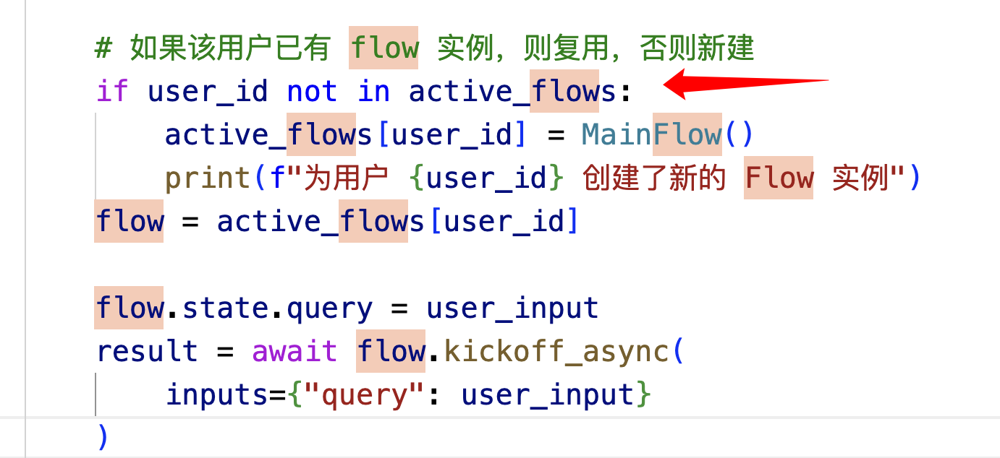 # 如果该用户已有 flow 实例，则复用，否则新建
if user_id not in active_flows:
    active_flows[user_id] = MainFlow()
    print(f"为用户 {user_id} 创建了新的 Flow 实例")
flow = active_flows[user_id]
flow.state.query = user_input
result = await flow.kickoff_async(
    inputs={"query": user_input}
)